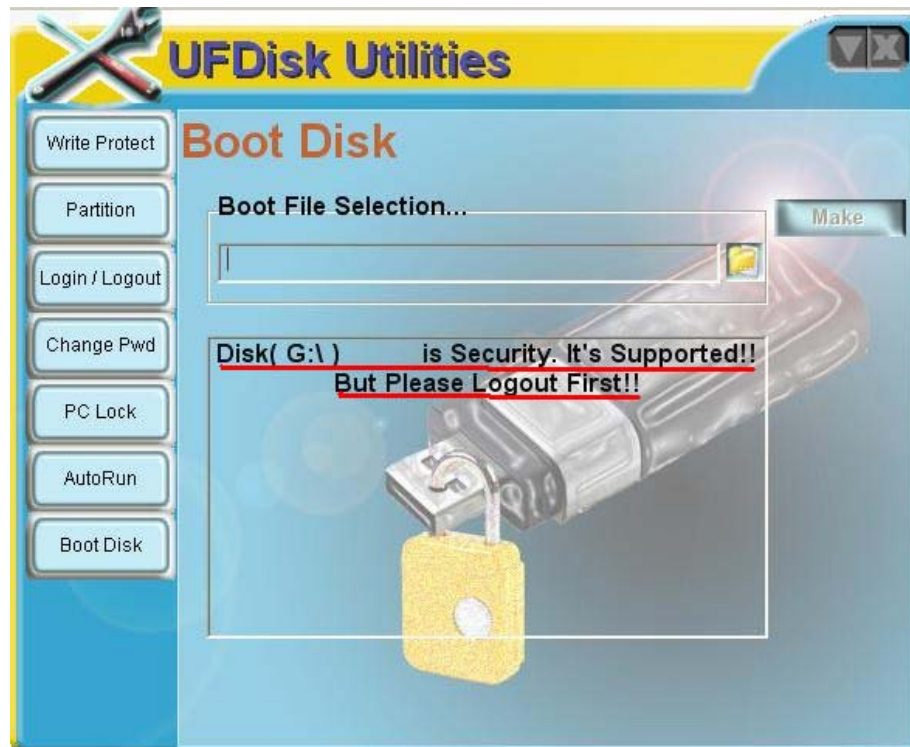 UFDisk Utilities
Write Protect
Partition
Login / Logout
Change Pwd
PC Lock
AutoRun
Boot Disk
Boot Disk
Boot File Selection...
Make
Disk( G:\ ) is Security. It's Supported!!
But Please Logout First!!